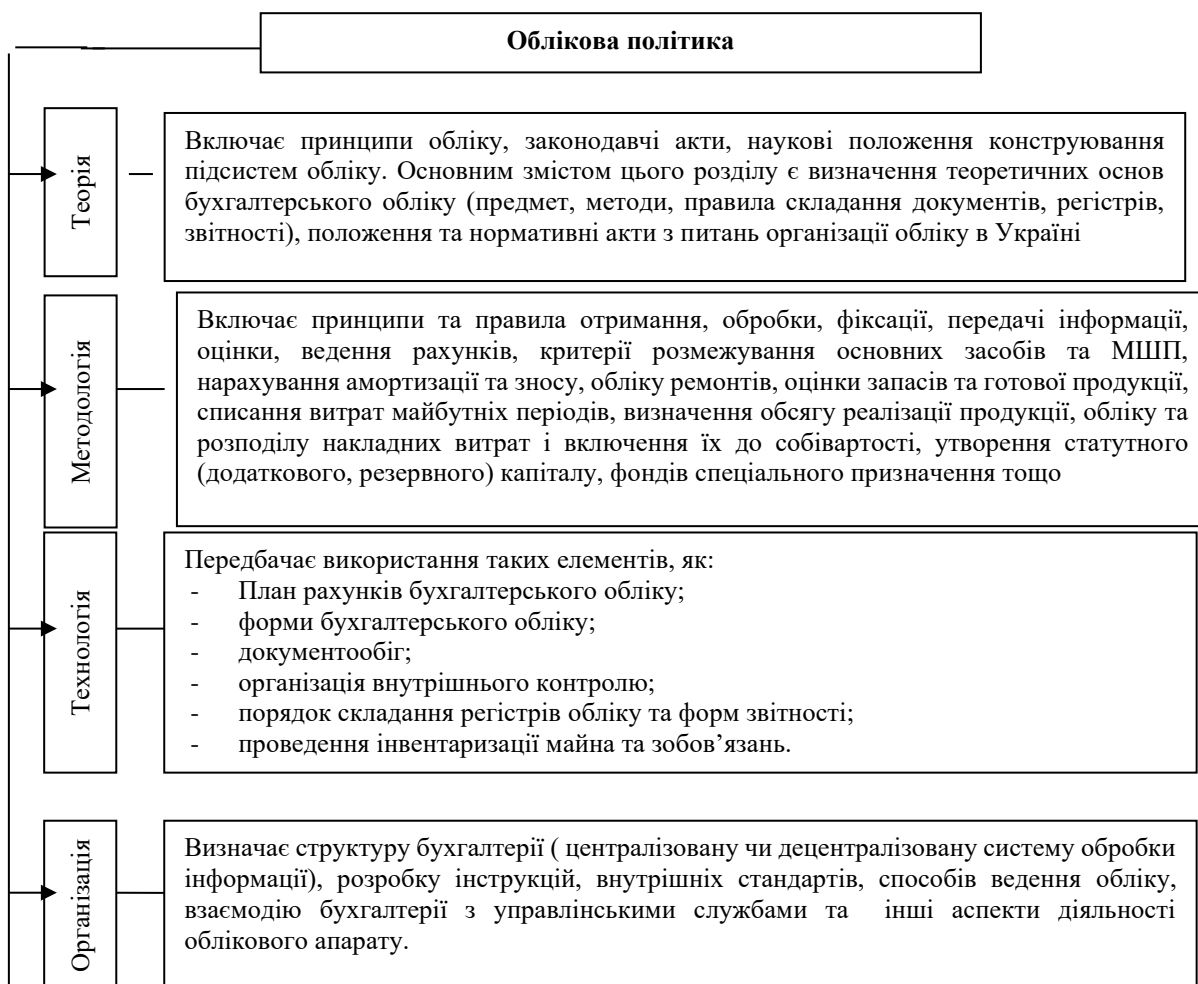 Облікова політика
Теорія
Включає принципи обліку, законодавчі акти, наукові положення конструювання
підсистем обліку. Основним змістом цього розділу є визначення теоретичних основ
бухгалтерського обліку (предмет, методи, правила складання документів, регістрів,
звітності), положення та нормативні акти з питань організації обліку в Україні
Методологія
Включає принципи та правила отримання, обробки, фіксації, передачі інформації,
оцінки, ведення рахунків, критерії розмежування основних засобів та МШП,
нарахування амортизації та зносу, обліку ремонтів, оцінки запасів та готової продукції,
списання витрат майбутніх періодів, визначення обсягу реалізації продукції, обліку та
розподілу накладних витрат і включення їх до собівартості, утворення статутного
(додаткового, резервного) капіталу, фондів спеціального призначення тощо
Технологія
Передбачає використання таких елементів, як:
- План рахунків бухгалтерського обліку;
- форми бухгалтерського обліку;
- документообіг;
- організація внутрішнього контролю;
- порядок складання регістрів обліку та форм звітності;
- проведення інвентаризації майна та зобов’язань.
Організація
Визначає структуру бухгалтерії ( централізовану чи децентралізовану систему обробки
інформації), розробку інструкцій, внутрішніх стандартів, способів ведення обліку,
взаємодію бухгалтерії з управлінськими службами та інші аспекти діяльності
облікового апарату.